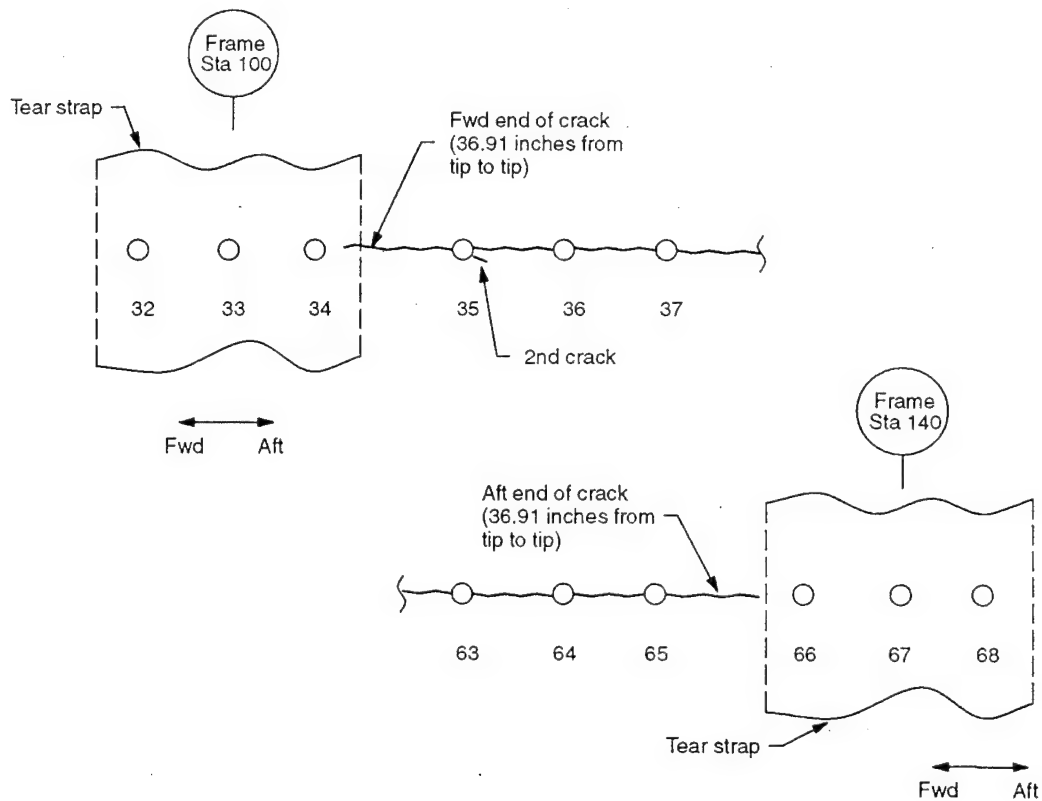 Frame
Sta 100
Tear strap
Fwd end of crack
(36.91 inches from
tip to tip)
32
33
34
35
36
37
2nd crack
Fwd
Aft
Frame
Sta 140
Aft end of crack
(36.91 inches from
tip to tip)
63
64
65
66
67
68
Tear strap
Fwd
Aft